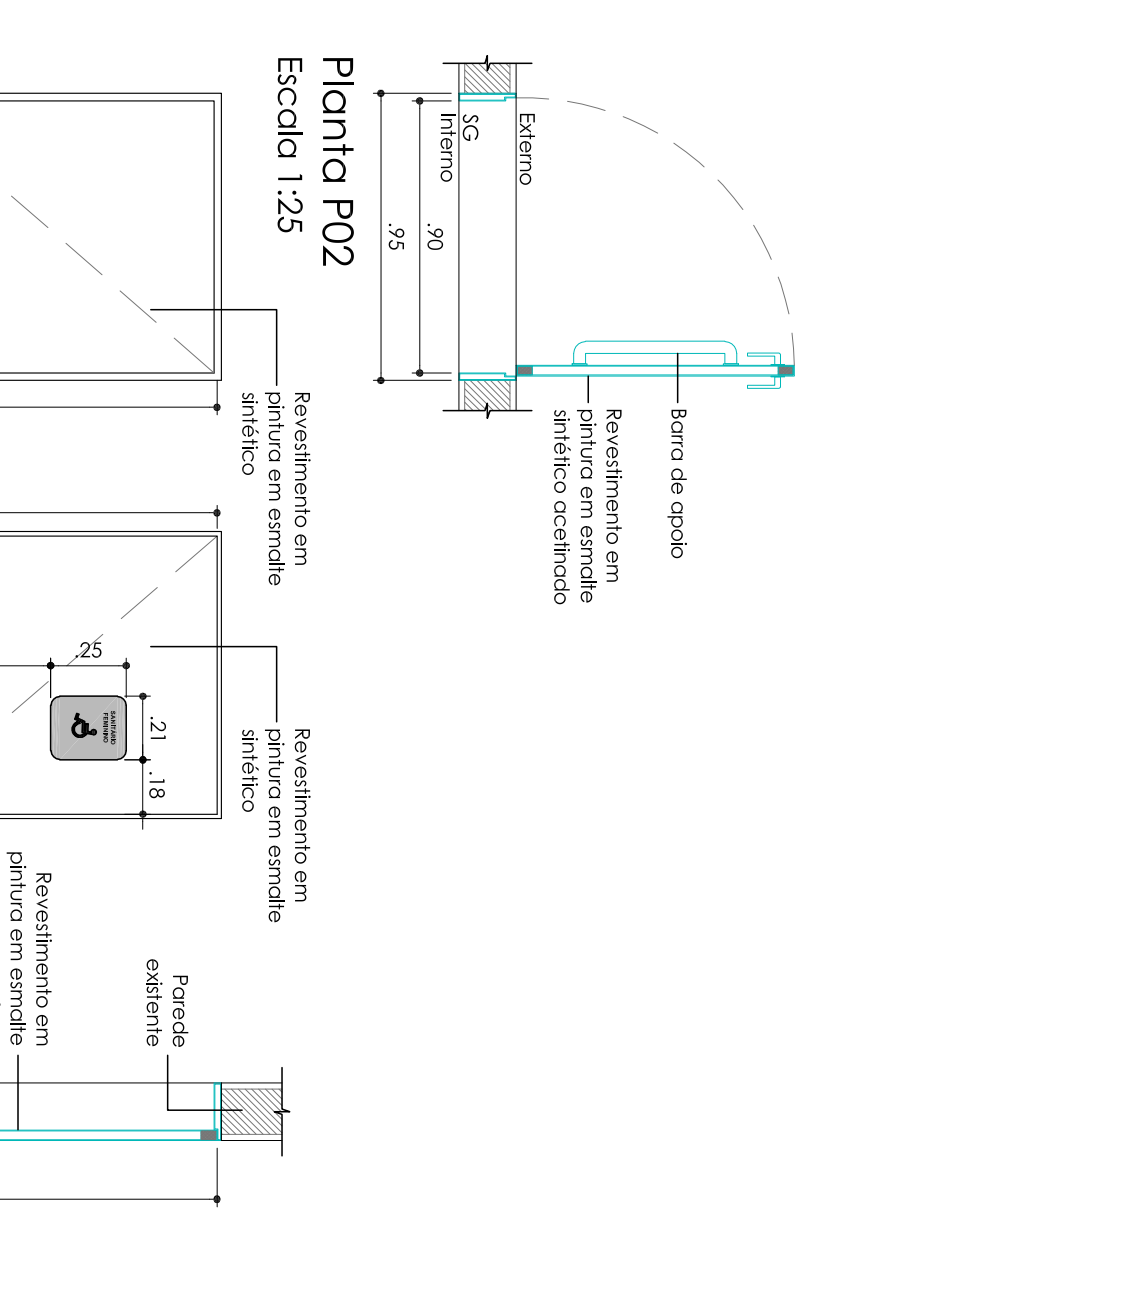 Externo
SG
Interno
.90
.95
Planta P02
Escala 1:25
Barra de apoio
Revestimento em
pintura em esmalte
sintético acetinado
Revestimento em
pintura em esmalte
sintético
Revestimento em
pintura em esmalte
sintético
.25
.21
.18
SANITÁRIO
FEMININO
Parede
existente
Revestimento em
pintura em esmalte